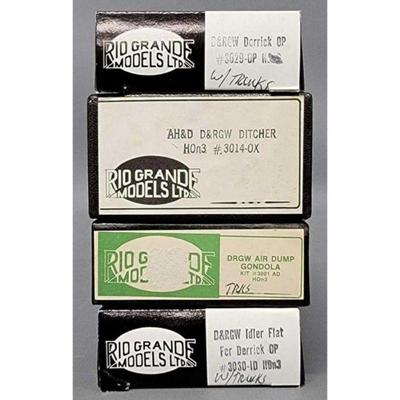 RIO GRANDE
MODELS LTD.
D&RGW Derrick OP
#3029-OP
W/TRUCKS
AH&D D&RGW DITCHER
HOn3 #3014-OX
RIO GRANDE
MODELS LTD.
RIO GRANDE
MODELS LTD.
DRGW AIR DUMP
GONDOLA
KIT #3001 AD
HOn3
TRKS
RIO GRANDE
MODELS LTD.
D&RGW Idler Flat
For Derrick OP
#3030-ID HOn3
W/TRUCKS